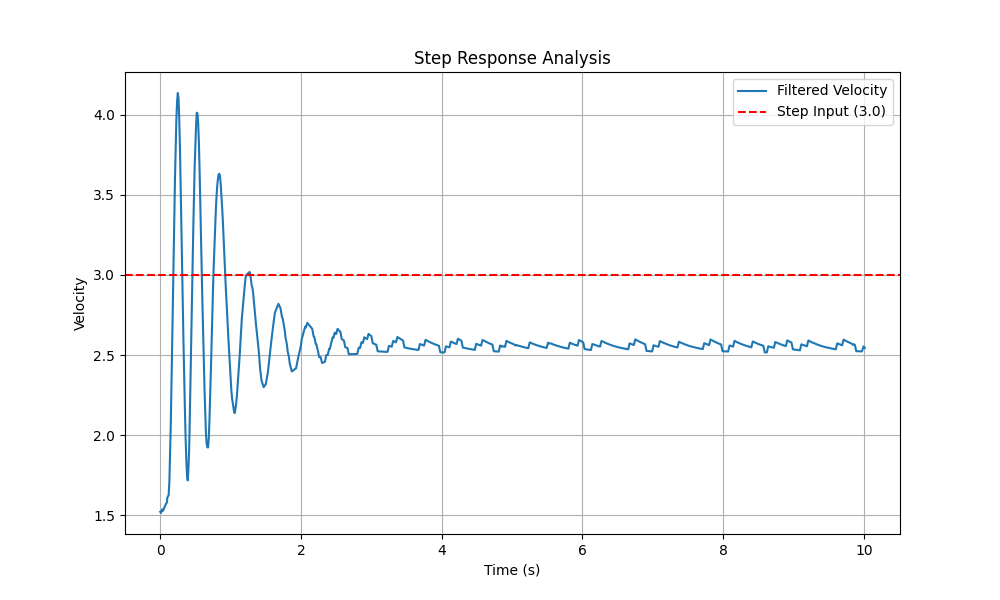 Step Response Analysis
Filtered Velocity
Step Input (3.0)
Velocity
4.0
3.5
3.0
2.5
2.0
1.5
0
2
4
6
8
10
Time (s)